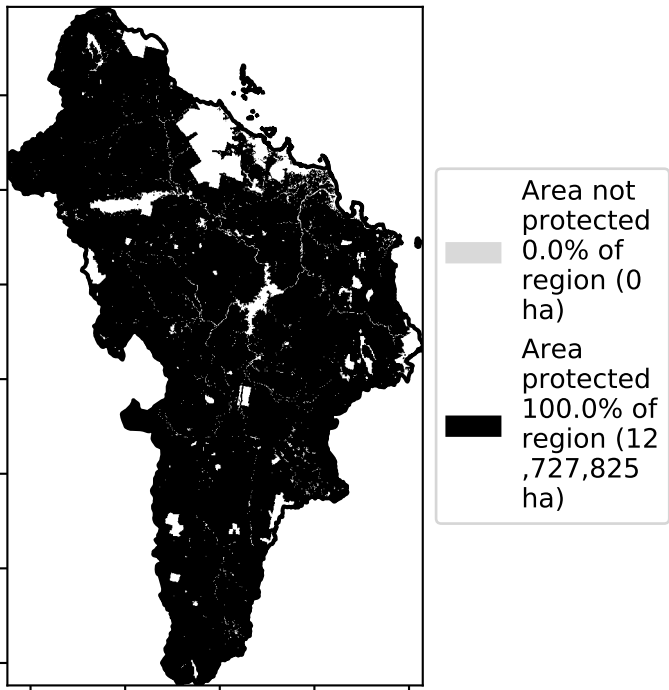 Area not
protected
0.0% of
region (0
ha)
Area
protected
100.0% of
region (12
,727,825
ha)